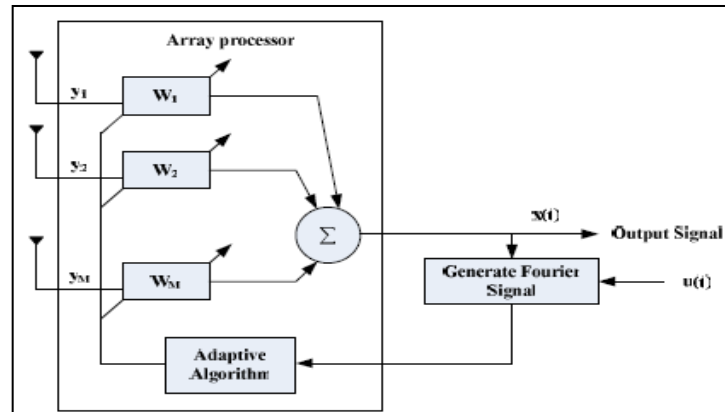 Array processor
y1
W1
y2
W2
yM
WM
Σ
x(t)
Output Signal
Generate Fourier
Signal
u(t)
Adaptive
Algorithm